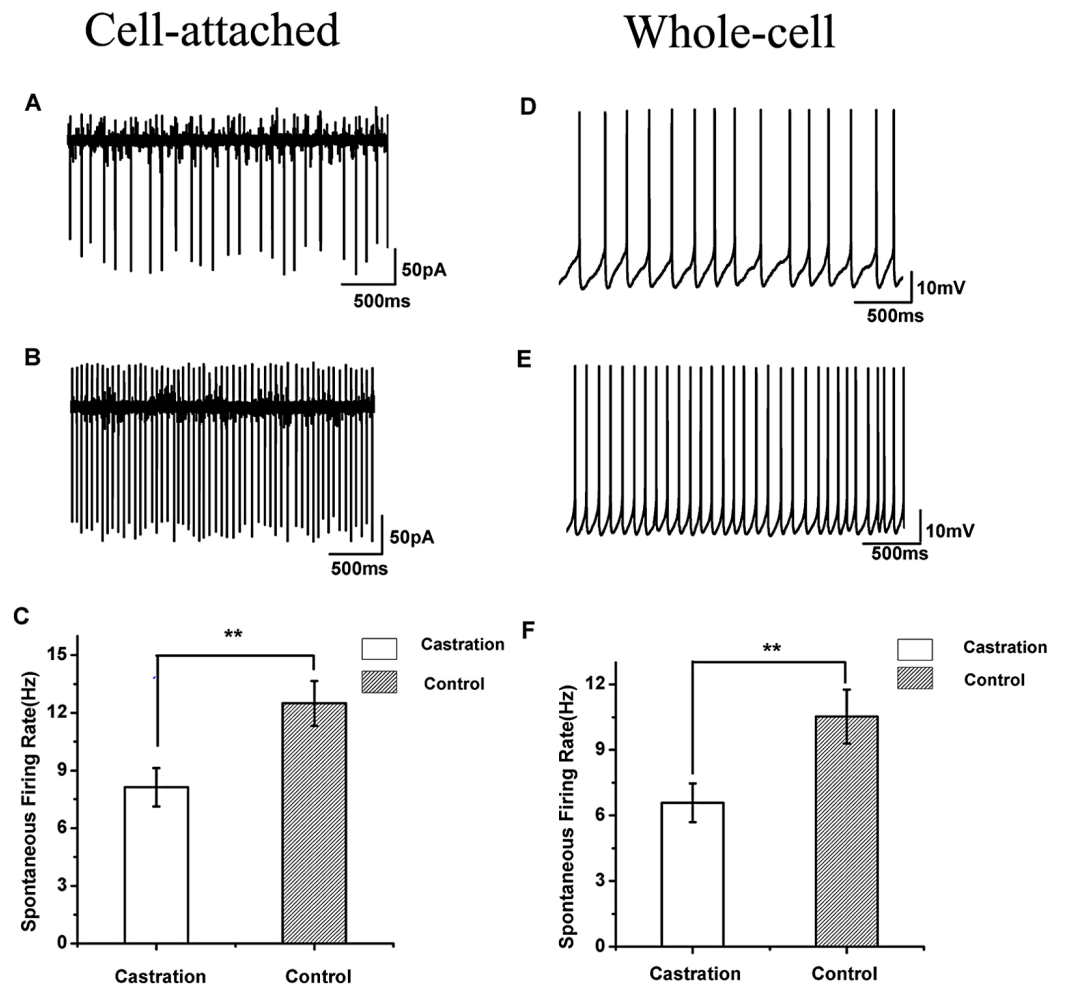 Cell-attached
Whole-cell
A
50pA
500ms
D
10mV
500ms
B
50pA
500ms
E
10mV
500ms
C
**
Castration
Control
Spontaneous Firing Rate(Hz)
15
12
9
6
3
0
Castration
Control
F
**
Castration
Control
Spontaneous Firing Rate(Hz)
12
9
6
3
0
Castration
Control